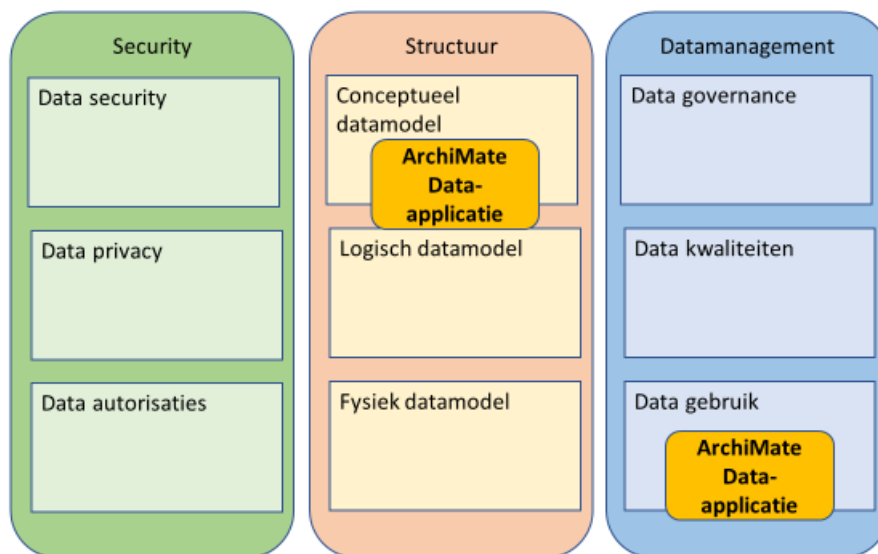 Security
Data security
Data privacy
Data autorisaties
Structuur
Conceptueel
datamodel
ArchiMate
Data-
applicatie
Logisch datamodel
Fysiek datamodel
Datamanagement
Data governance
Data kwaliteiten
Data gebruik
ArchiMate
Data-
applicatie